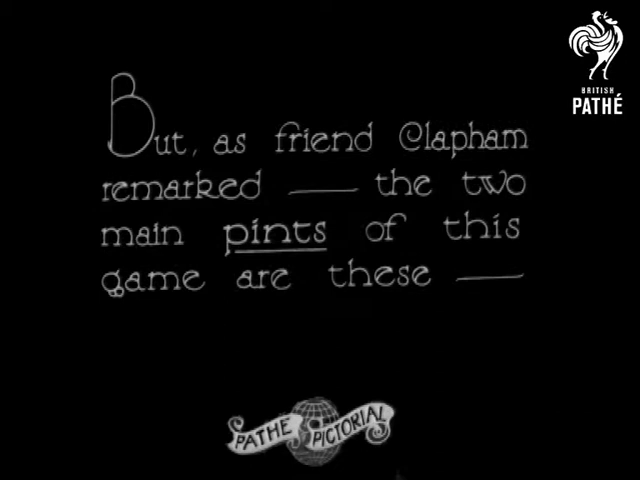 BRITISH
PATHÉ
But, as friend Clapham
remarked — the two
main pints of this
game are these —
PATHE PICTORIAL